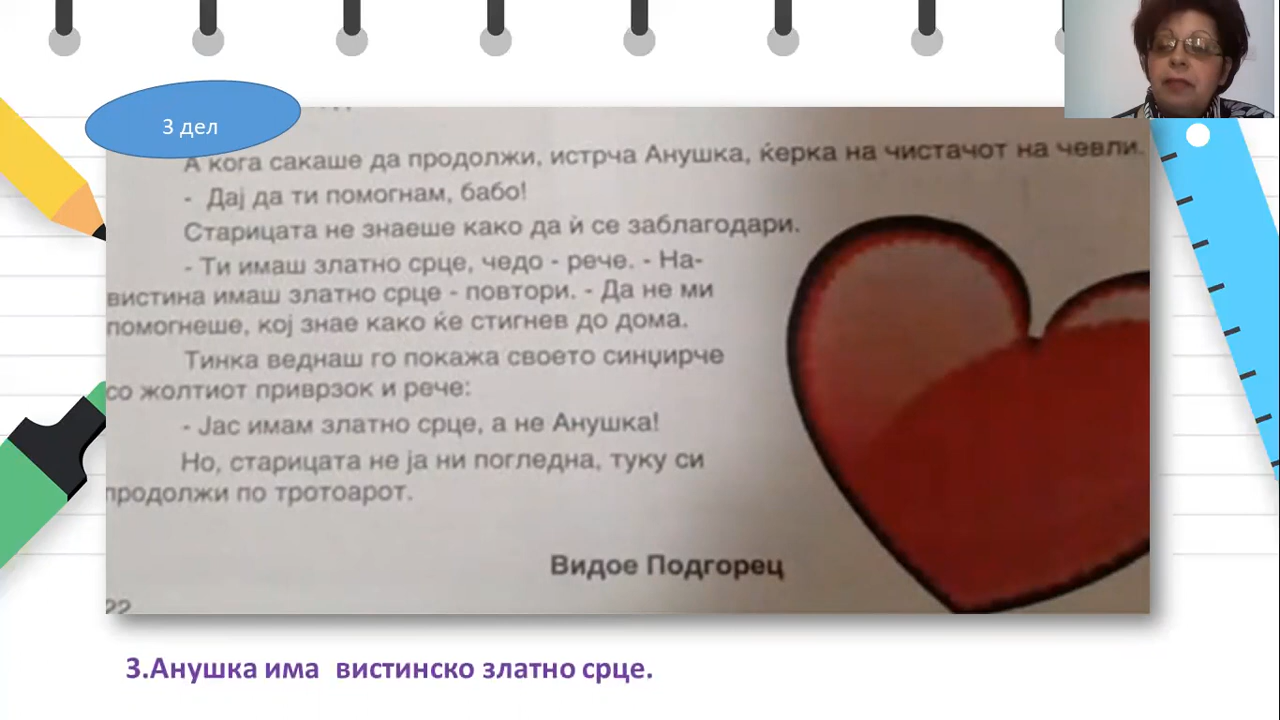 3 дел
А кога сакаше да продолжи, истрча Анушка, ќерка на чистачот на чевли.
- Дај да ти помогнам, бабо!
Старицата не знаеше како да ѝ се заблагодари.
- Ти имаш златно срце, чедо - рече. - На-
вистина имаш златно срце - повтори. - Да не ми
помогнеше, кој знае како ќе стигнев до дома.
Тинка веднаш го покажа своето синџирче
со жолтиот приврзок и рече:
- Јас имам златно срце, а не Анушка!
Но, старицата не ја ни погледна, туку си
продолжи по тротоарот.
Видое Подгорец
22
3.Анушка има вистинско златно срце.